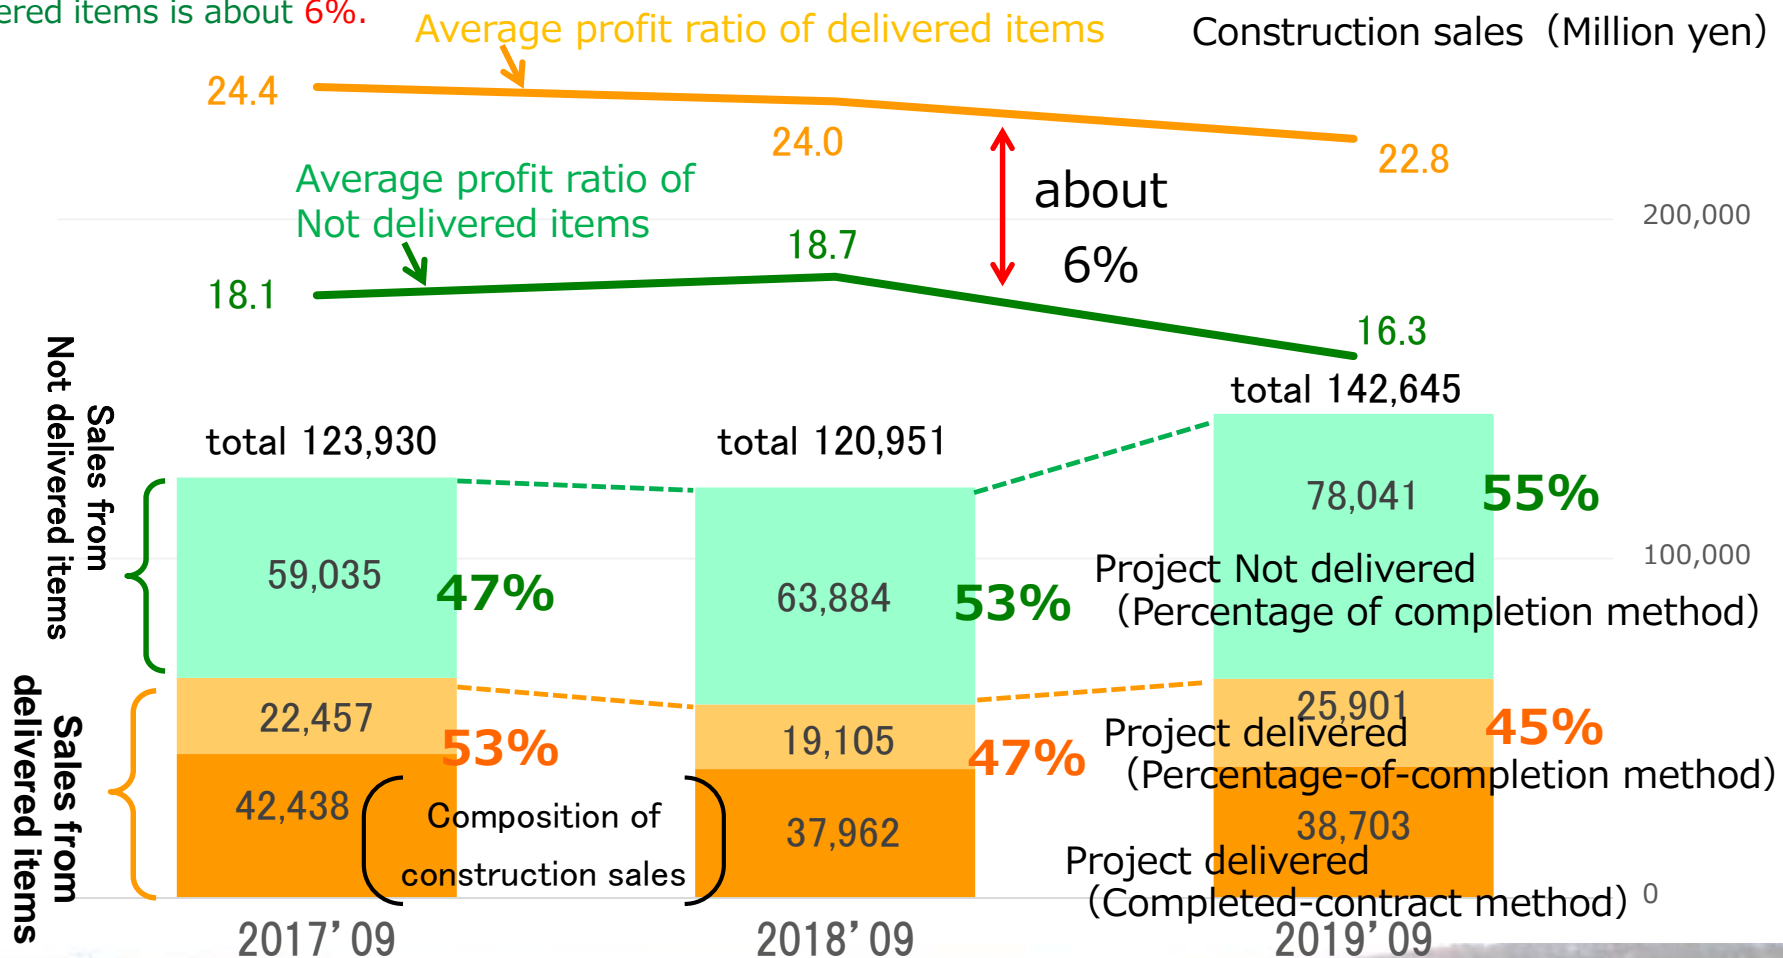 ered items is about 6%.
Average profit ratio of delivered items
Construction sales（Million yen）
24.4
24.0
22.8
Average profit ratio of
Not delivered items
about
6%
200,000
18.1
18.7
16.3
Sales from
Not delivered items
total 123,930
total 120,951
total 142,645
59,035
47%
63,884
53%
78,041
55%
100,000
Project Not delivered
（Percentage of completion method）
Sales from
delivered items
22,457
53%
19,105
47%
25,901
45%
Project delivered
（Percentage-of-completion method）
42,438
Composition of
construction sales
37,962
38,703
Project delivered
（Completed-contract method）
0
2017’09
2018’09
2019’09